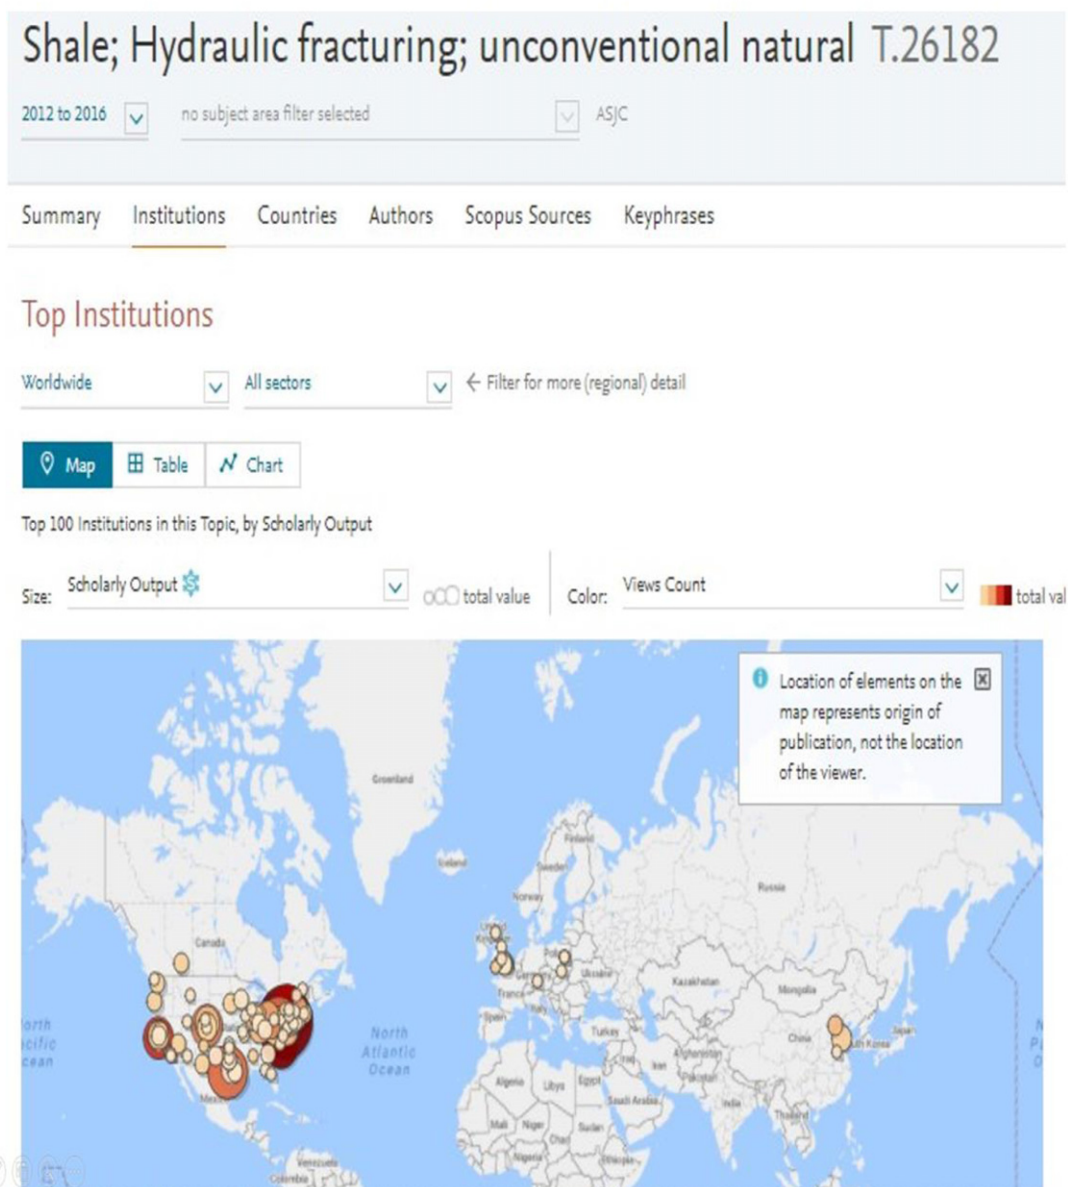 Shale; Hydraulic fracturing; unconventional natural T.26182
2012 to 2016 no subject area filter selected ASJC
Summary Institutions Countries Authors Scopus Sources Keyphrases
Top Institutions
Worldwide All sectors ← Filter for more (regional) detail
Map Table Chart
Top 100 Institutions in this Topic, by Scholarly Output
Size: Scholarly Output total value Color: Views Count total val
Location of elements on the
map represents origin of
publication, not the location
of the viewer.
Greenland
Iceland
Finland
Sweden
Norway
Russia
Canada
Ukraine
France
Kazakhstan
Mongolia
Spain
Italy
Turkey
China
Japan
North
Atlantic
Ocean
Iraq
Iran
Afghanistan
Pakistan
Algeria
Libya
Egypt
Saudi Arabia
India
Thailand
Mali
Niger
Chad
Sudan
Nigeria
Ethiopia
Venezuela
Colombia